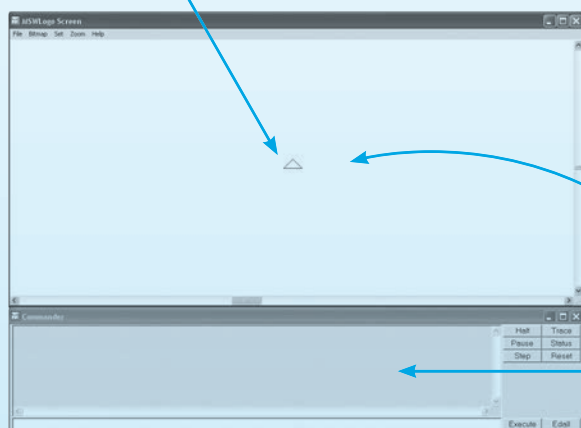 MSWLogo Screen
File Bitmap Set Zoom Help
Commander
Halt Trace
Pause Status
Step Reset
Execute Edall